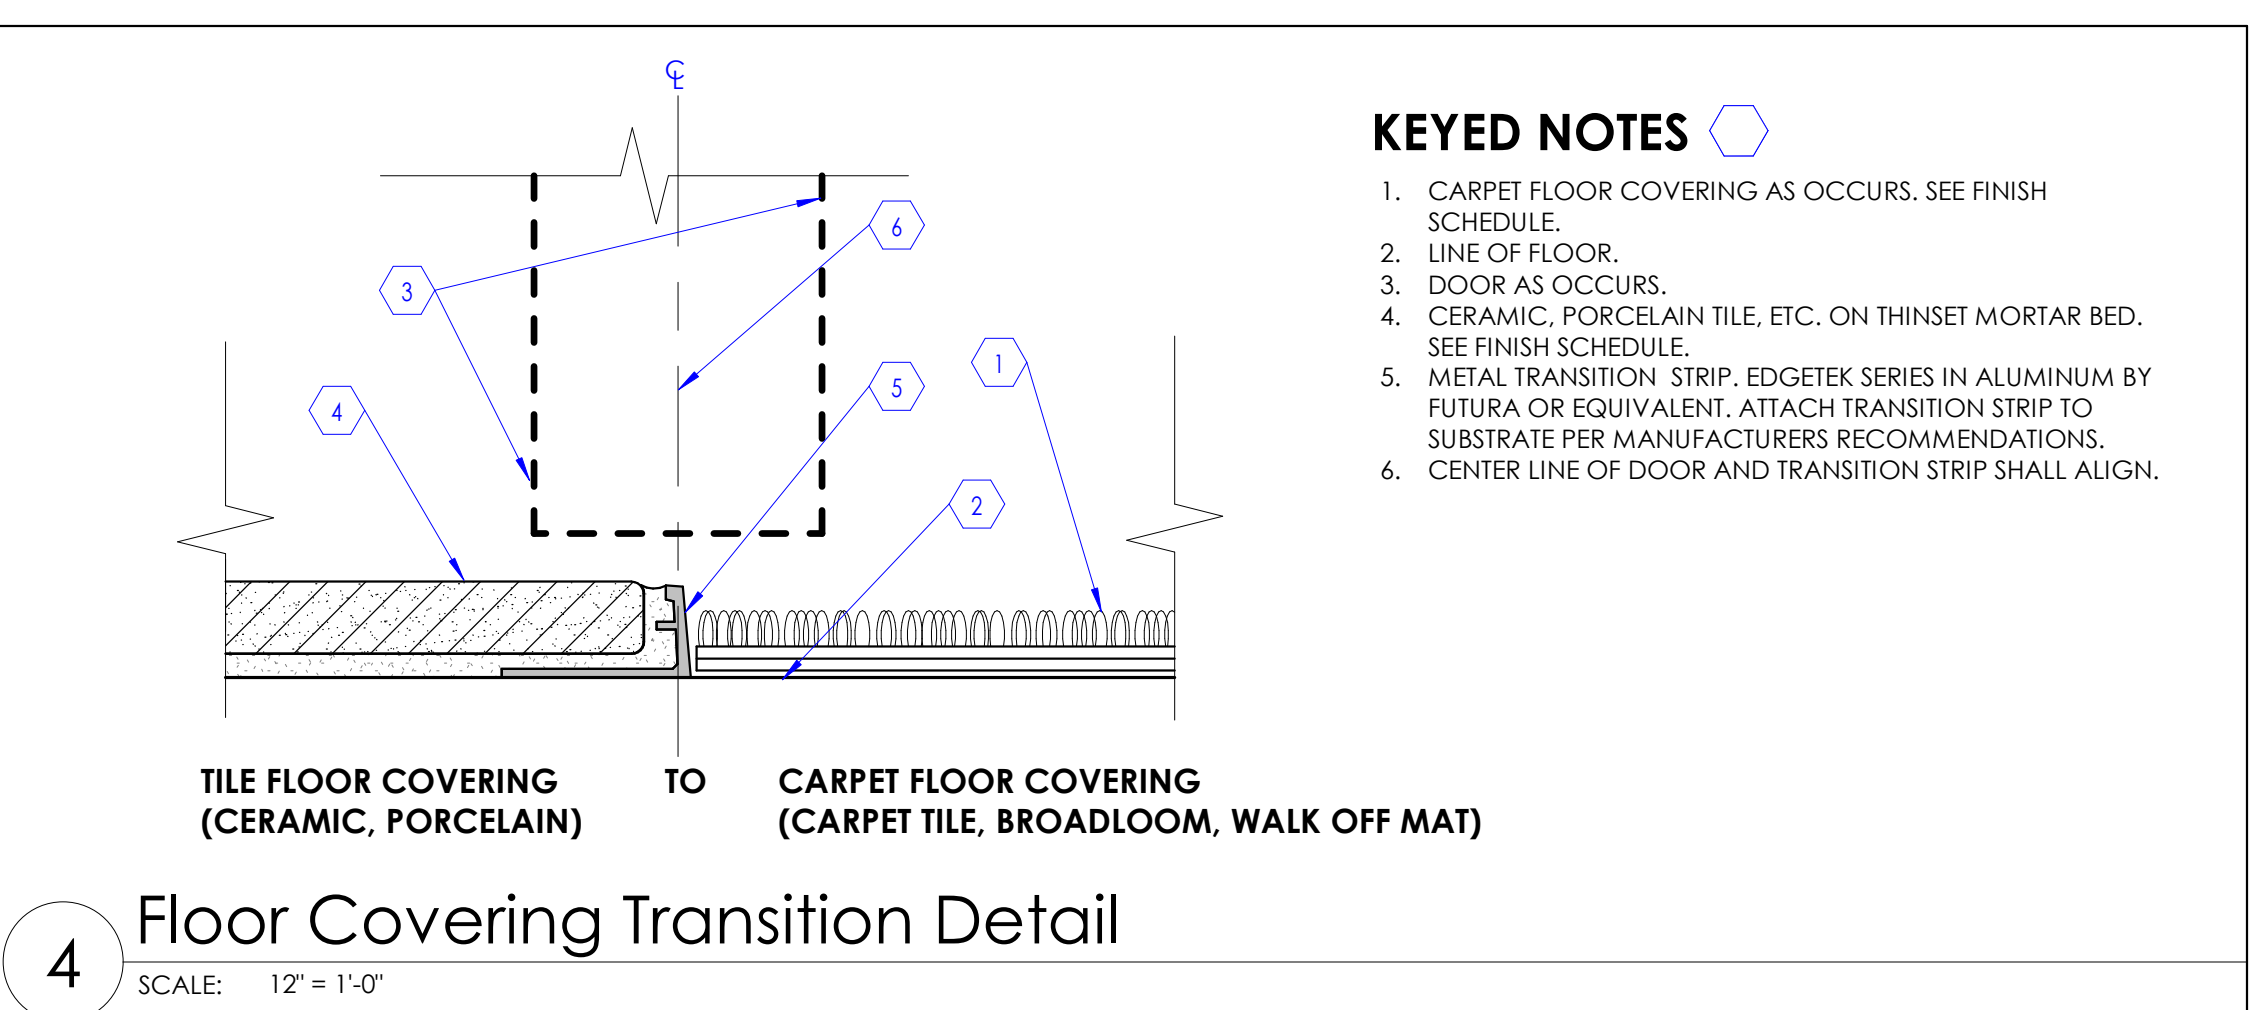 ℄
KEYED NOTES
1. CARPET FLOOR COVERING AS OCCURS. SEE FINISH
SCHEDULE.
2. LINE OF FLOOR.
3. DOOR AS OCCURS.
4. CERAMIC, PORCELAIN TILE, ETC. ON THINSET MORTAR BED.
SEE FINISH SCHEDULE.
5. METAL TRANSITION STRIP. EDGETEK SERIES IN ALUMINUM BY
FUTURA OR EQUIVALENT. ATTACH TRANSITION STRIP TO
SUBSTRATE PER MANUFACTURERS RECOMMENDATIONS.
6. CENTER LINE OF DOOR AND TRANSITION STRIP SHALL ALIGN.
6
3
1
5
4
2
TILE FLOOR COVERING TO CARPET FLOOR COVERING
(CERAMIC, PORCELAIN) (CARPET TILE, BROADLOOM, WALK OFF MAT)
4 Floor Covering Transition Detail
SCALE: 12" = 1'-0"